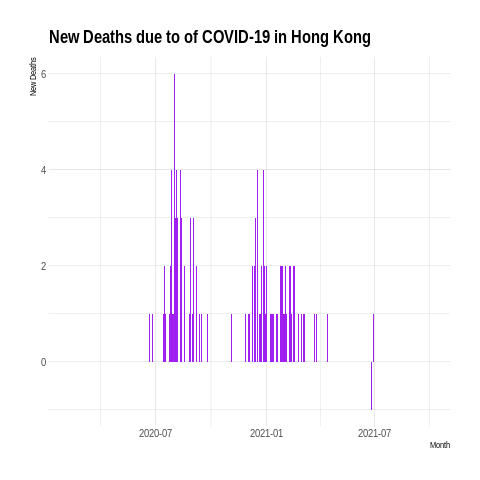 New Deaths due to of COVID-19 in Hong Kong
New Deaths
6
4
2
0
2020-07
2021-01
2021-07
Month